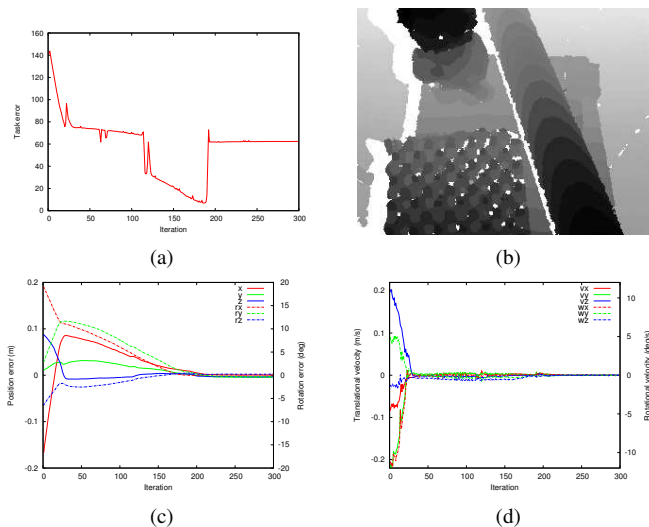 160
140
120
100
80
60
40
20
0
Task error
0 50 100 150 200 250 300
Iteration
(a)
(b)
0.2
0.1
0
-0.1
-0.2
Position error (m)
x
y
z
rx
ry
rz
20
15
10
5
0
-5
-10
-15
-20
Rotation error (deg)
0 50 100 150 200 250 300
Iteration
(c)
0.2
0.1
0
-0.1
-0.2
Translational velocity (m/s)
vx
vy
vz
wx
wy
wz
10
5
0
-5
-10
Rotational velocity (deg/s)
0 50 100 150 200 250 300
Iteration
(d)